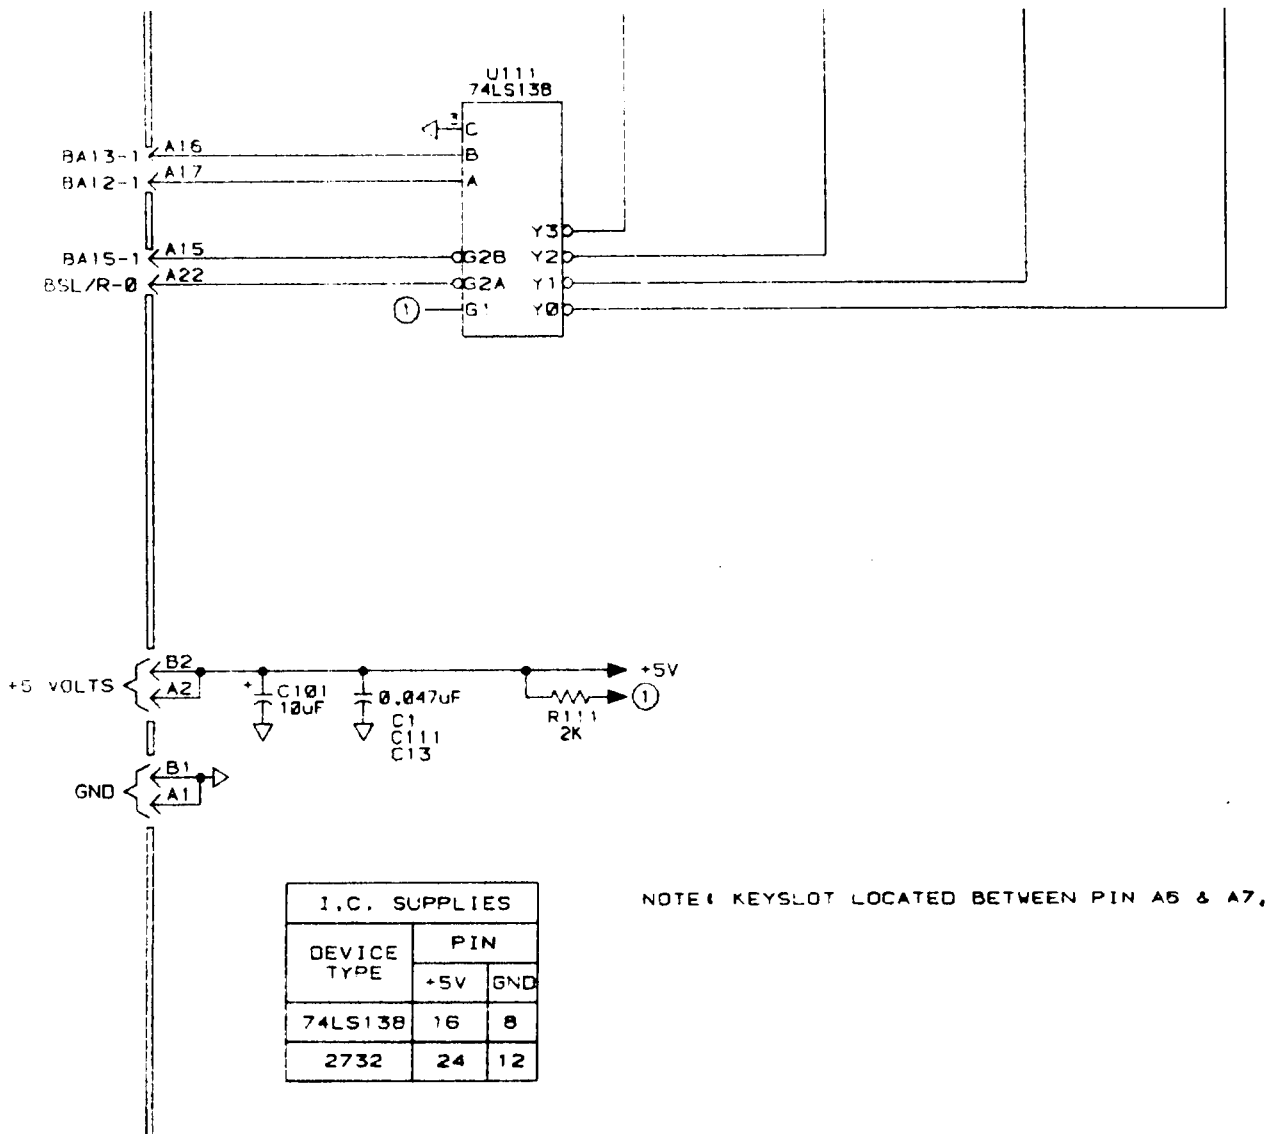 U111
74LS138
3
C
BA13-1 A16 B
BA12-1 A17 A
Y3
BA15-1 A15 G2B Y2
BSL/R-0 A22 G2A Y1
1 G1 Y0
B2
+5V
+5 VOLTS
A2
+ C101
10uF
0.047uF
C1
C111
C13
1
R111
2K
B1
GND
A1
I.C. SUPPLIES
DEVICE TYPE
PIN
+5V GND
74LS138 16 8
2732 24 12
NOTE: KEYSLOT LOCATED BETWEEN PIN A6 & A7.